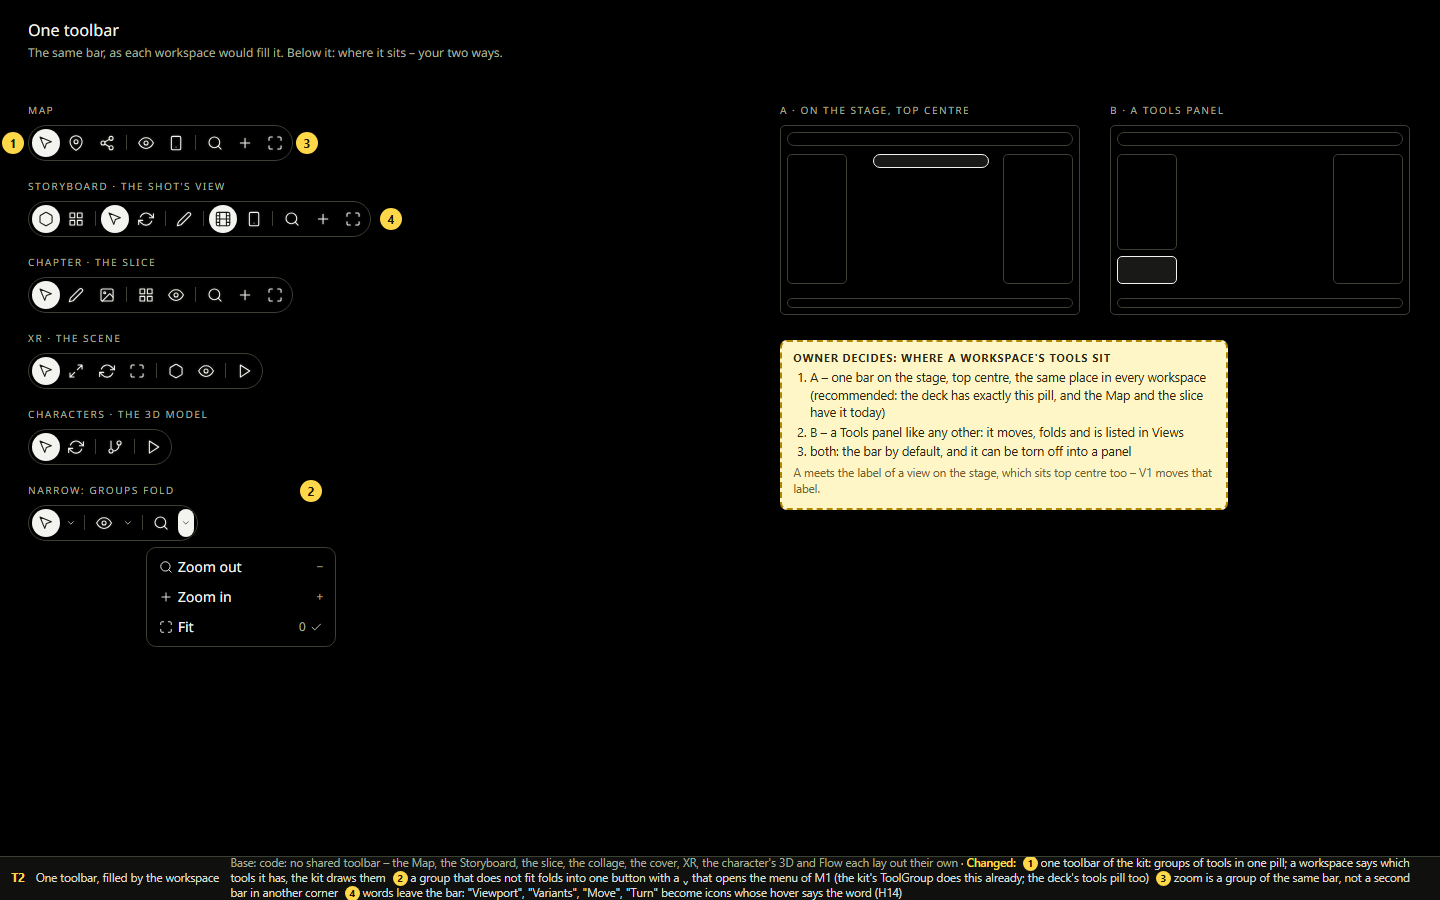 One toolbar
The same bar, as each workspace would fill it. Below it: where it sits – your two ways.
MAP
1
3
STORYBOARD · THE SHOT'S VIEW
4
CHAPTER · THE SLICE
XR · THE SCENE
CHARACTERS · THE 3D MODEL
NARROW: GROUPS FOLD
2
Zoom out −
Zoom in +
Fit 0
A · ON THE STAGE, TOP CENTRE
B · A TOOLS PANEL
OWNER DECIDES: WHERE A WORKSPACE'S TOOLS SIT
1. A – one bar on the stage, top centre, the same place in every workspace
(recommended: the deck has exactly this pill, and the Map and the slice
have it today)
2. B – a Tools panel like any other: it moves, folds and is listed in Views
3. both: the bar by default, and it can be turned off into a panel
A meets the label of a view on the stage, which sits top centre too – V1 moves that
label.
T2 One toolbar, filled by the workspace
Base: code: no shared toolbar – the Map, the Storyboard, the slice, the collage, the cover, XR, the character's 3D and Flow each lay out their own · Changed: 1 one toolbar of the kit: groups of tools in one pill; a workspace says which
tools it has, the kit draws them 2 a group that does not fit folds into one button with a ⌄ that opens the menu of M1 (the kit's ToolGroup does this already; the deck's tools pill too) 3 zoom is a group of the same bar, not a second
bar in another corner 4 words leave the bar: "Viewport", "Variants", "Move", "Turn" become icons whose hover says the word (H14)